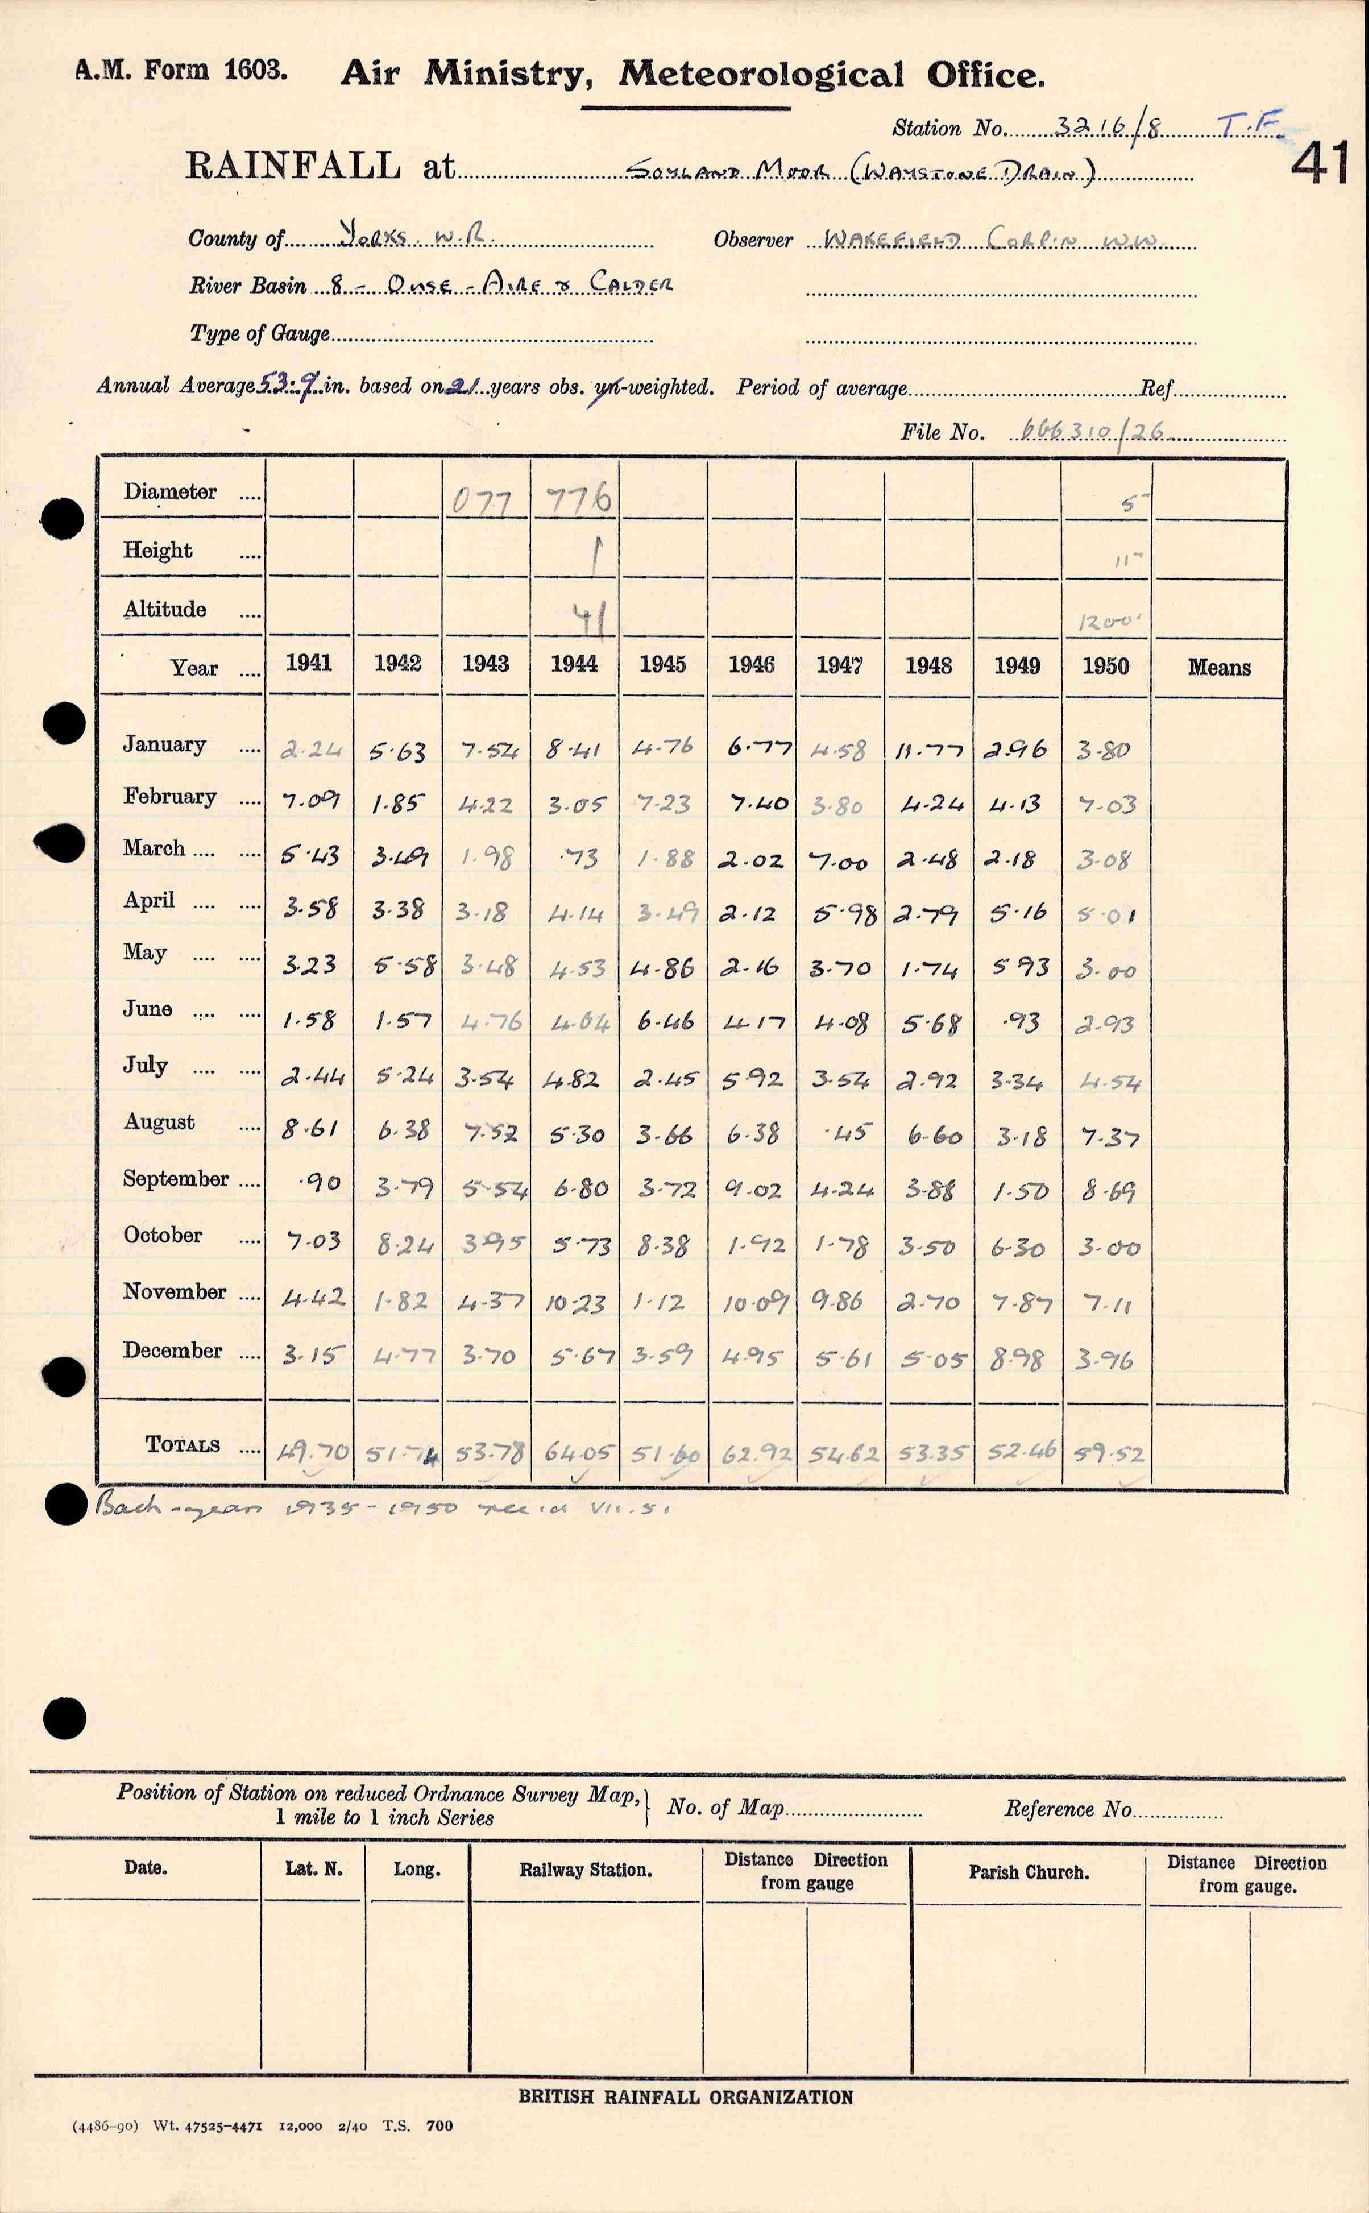 A.M. Form 1603. Air Ministry, Meteorological Office.
Station No. 3216/8 T.F.
41
RAINFALL at SOYLAND MOOR (WAYSTONE DRAIN)
County of YORKS. W.R. Observer WAKEFIELD CORP'N W.W.
River Basin 8 - OUSE - AIRE & CALDER
Type of Gauge
Annual Average 53.9 in. based on 21 years obs. un-weighted. Period of average Ref.
File No. 666310/26
Diameter .... 077 776 5"
Height .... 1 11"
Altitude .... 41 1200'
Year .... 1941 1942 1943 1944 1945 1946 1947 1948 1949 1950 Means
January .... 2.24 5.63 7.54 8.41 4.76 6.77 4.58 11.77 2.96 3.80
February .... 7.09 1.85 4.22 3.05 7.23 7.40 3.80 4.24 4.13 7.03
March .... .... 5.43 3.49 1.98 .73 1.88 2.02 7.00 2.48 2.18 3.08
April .... .... 3.58 3.38 3.18 4.14 3.49 2.12 5.98 2.79 5.16 5.01
May .... .... 3.23 5.58 3.48 4.53 4.86 2.16 3.70 1.74 5.93 3.00
June .... .... 1.58 1.57 4.76 4.64 6.46 4.17 4.08 5.68 .93 2.93
July .... .... 2.44 5.24 3.54 4.82 2.45 5.92 3.54 2.92 3.34 4.54
August .... 8.61 6.38 7.52 5.30 3.66 6.38 .45 6.60 3.18 7.37
September .... .90 3.79 5.54 6.80 3.72 9.02 4.24 3.88 1.50 8.69
October .... 7.03 8.24 3.95 5.73 8.38 1.92 1.78 3.50 6.30 3.00
November .... 4.42 1.82 4.37 10.23 1.12 10.09 9.86 2.70 7.87 7.11
December .... 3.15 4.77 3.70 5.67 3.59 4.95 5.61 5.05 8.98 3.96
TOTALS .... 49.70 51.74 53.78 64.05 51.60 62.92 54.62 53.35 52.46 59.52
Back-years 1935 - 1950 rec'd VII.51
Position of Station on reduced Ordnance Survey Map, 1 mile to 1 inch Series } No. of Map Reference No.
Date. Lat. N. Long. Railway Station. Distance Direction from gauge Parish Church. Distance Direction from gauge.
BRITISH RAINFALL ORGANIZATION
(4486-90) Wt. 47525-4471 12,000 2/40 T.S. 700